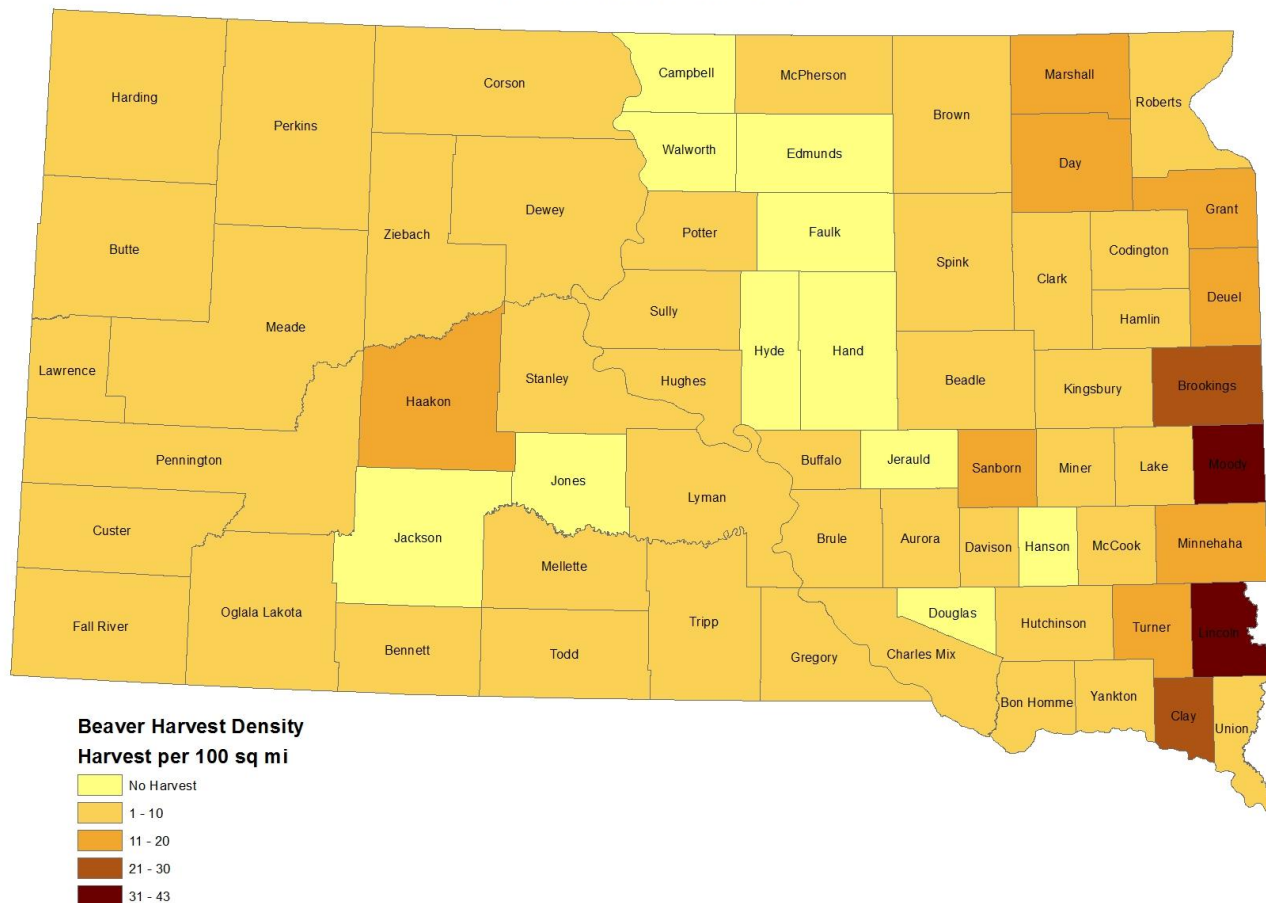 Harding
Perkins
Corson
Campbell
McPherson
Brown
Marshall
Roberts
Walworth
Edmunds
Day
Butte
Ziebach
Dewey
Potter
Faulk
Spink
Clark
Codington
Grant
Meade
Sully
Hyde
Hand
Hamlin
Deuel
Lawrence
Haakon
Stanley
Hughes
Beadle
Kingsbury
Brookings
Pennington
Jones
Lyman
Buffalo
Jerauld
Sanborn
Miner
Lake
Moody
Custer
Jackson
Mellette
Brule
Aurora
Davison
Hanson
McCook
Minnehaha
Fall River
Oglala Lakota
Bennett
Todd
Tripp
Gregory
Charles Mix
Douglas
Hutchinson
Turner
Lincoln
Bon Homme
Yankton
Clay
Union
Beaver Harvest Density
Harvest per 100 sq mi
No Harvest
1 - 10
11 - 20
21 - 30
31 - 43